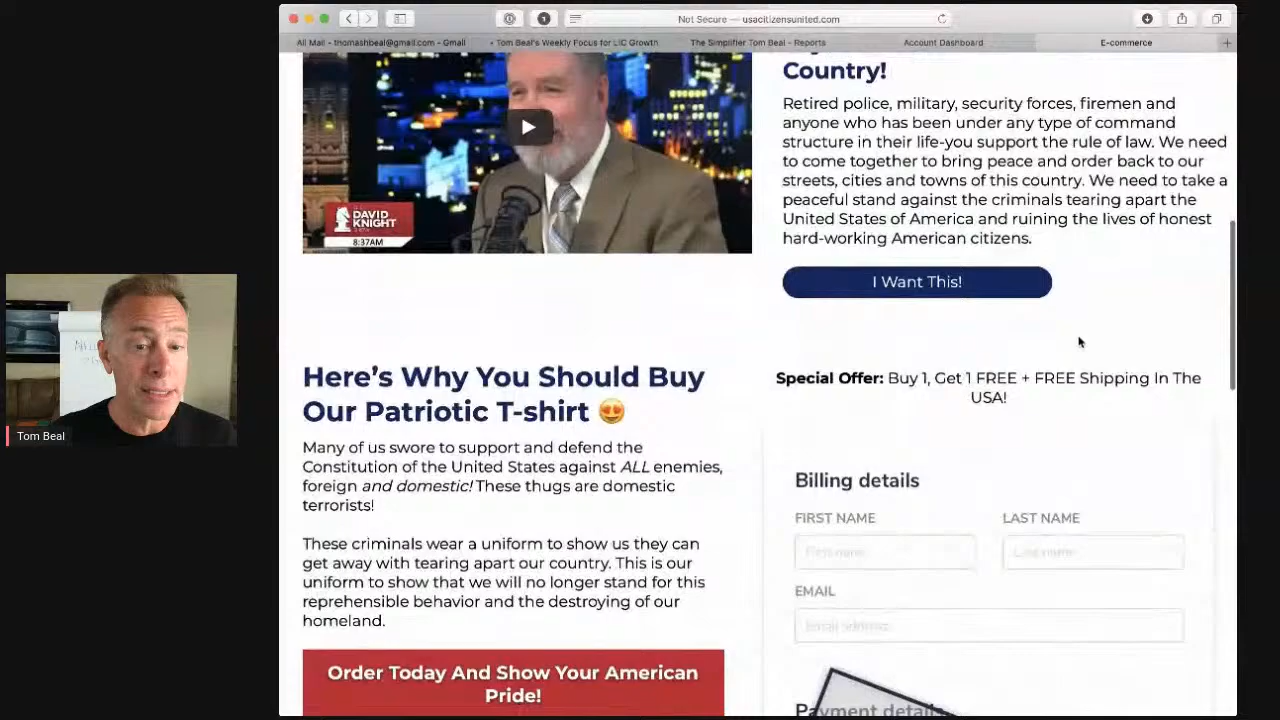 Not Secure — usacitizensunited.com
All Mail - thomashbeal@gmail.com - Gmail
• Tom Beal's Weekly Focus for LIC Growth
The Simplifier Tom Beal - Reports
Account Dashboard
E-commerce
Country!
Retired police, military, security forces, firemen and
anyone who has been under any type of command
structure in their life-you support the rule of law. We need
to come together to bring peace and order back to our
streets, cities and towns of this country. We need to take a
peaceful stand against the criminals tearing apart the
United States of America and ruining the lives of honest
hard-working American citizens.
I Want This!
DAVID
KNIGHT
8:37AM
Tom Beal
Here's Why You Should Buy
Our Patriotic T-shirt 😍
Many of us swore to support and defend the
Constitution of the United States against ALL enemies,
foreign and domestic! These thugs are domestic
terrorists!
These criminals wear a uniform to show us they can
get away with tearing apart our country. This is our
uniform to show that we will no longer stand for this
reprehensible behavior and the destroying of our
homeland.
Order Today And Show Your American
Pride!
Special Offer: Buy 1, Get 1 FREE + FREE Shipping In The
USA!
Billing details
FIRST NAME
LAST NAME
First name
Last name
EMAIL
Email address
Payment details